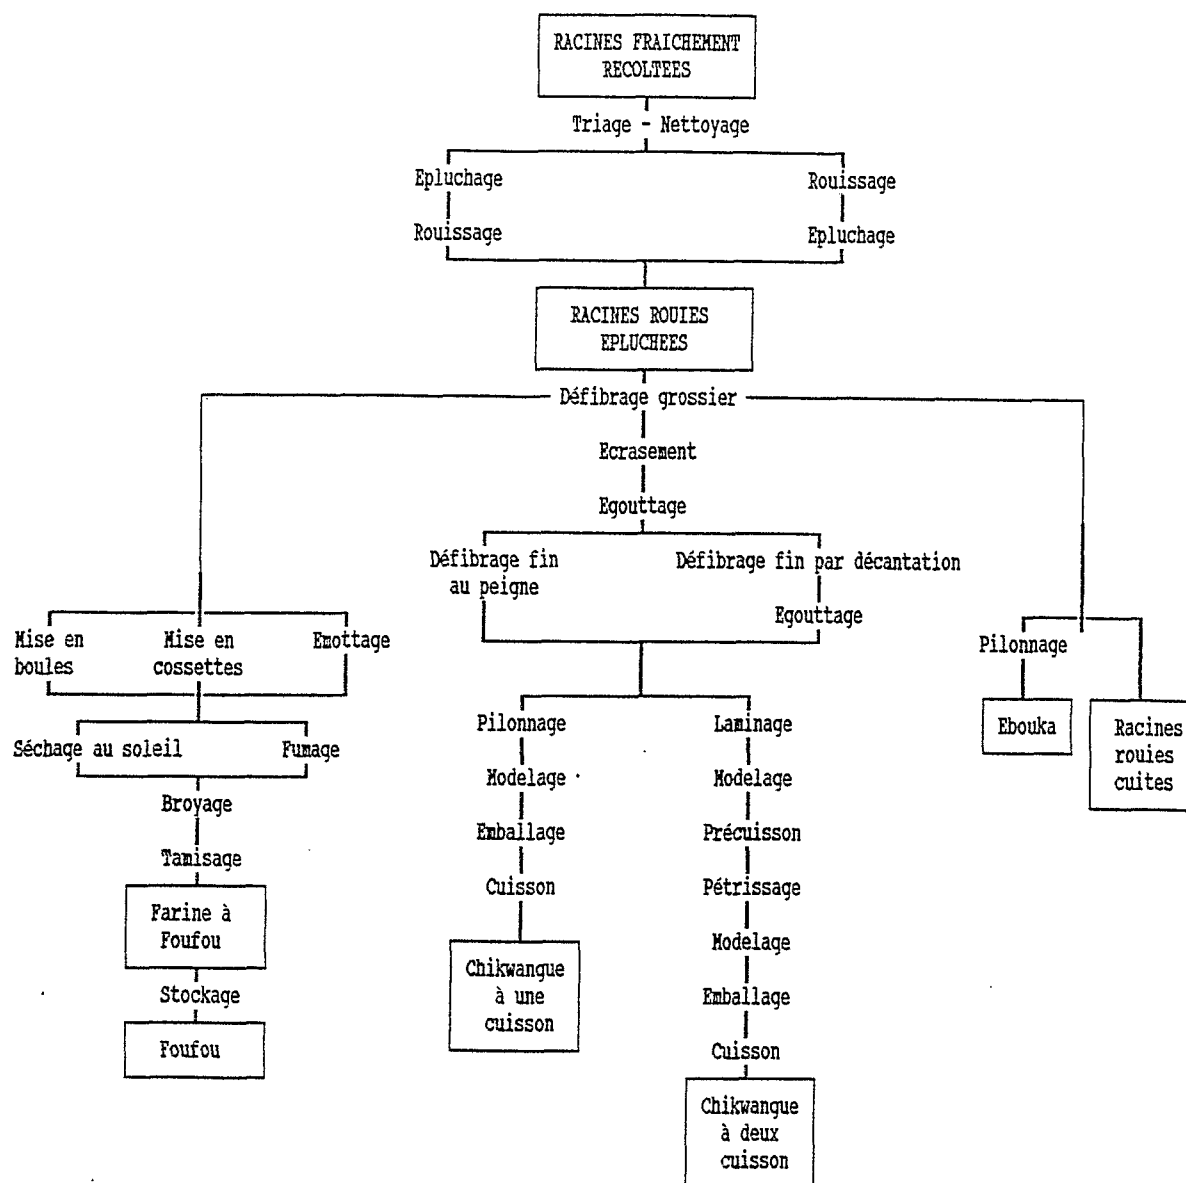 RACINES FRAICHEMENT
RECOLTEES
Triage - Nettoyage
Epluchage
Rouissage
Rouissage
Epluchage
RACINES ROUIES
EPLUCHEES
Défibrage grossier
Ecrasement
Egouttage
Défibrage fin
au peigne
Défibrage fin par décantation
Egouttage
Mise en
boules
Mise en
cossettes
Emottage
Séchage au soleil
Fumage
Broyage
Tamisage
Farine à
Foufou
Stockage
Foufou
Pilonnage
Modelage
Emballage
Cuisson
Chikwangue
à une
cuisson
Laminage
Modelage
Précuisson
Pétrissage
Modelage
Emballage
Cuisson
Chikwangue
à deux
cuisson
Pilonnage
Ebouka
Racines
rouies
cuites